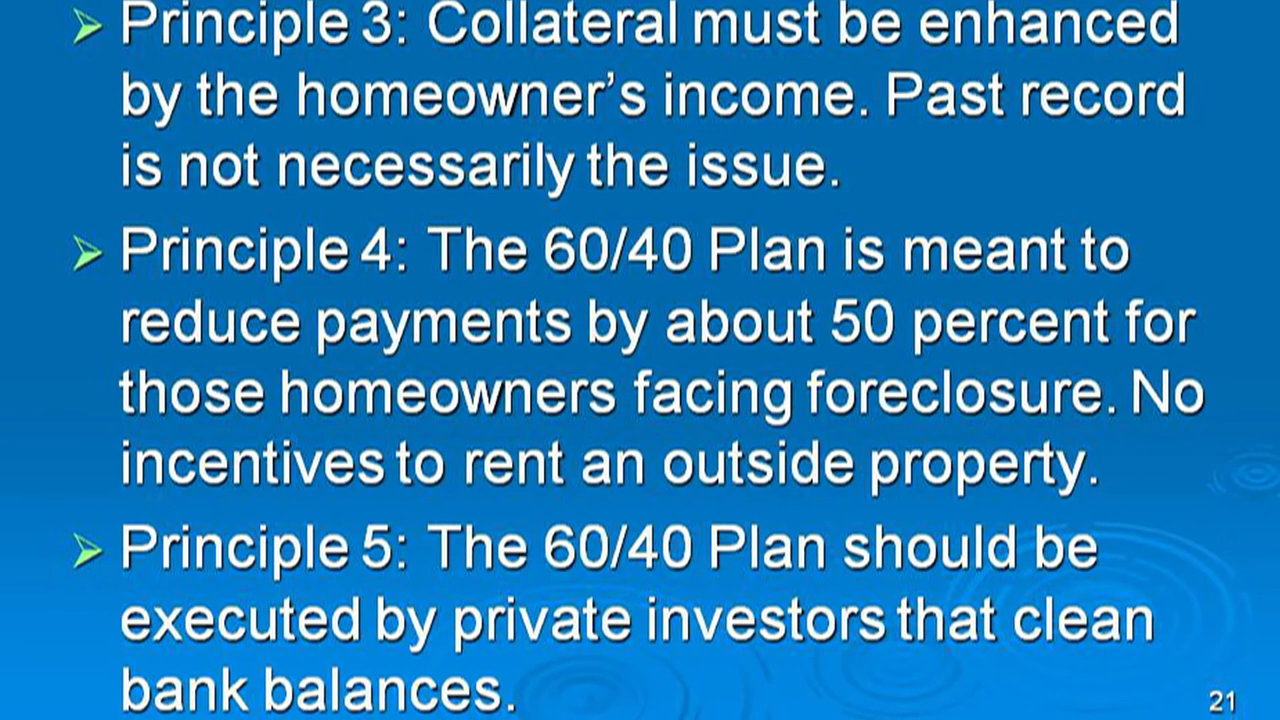 Principle 3: Collateral must be enhanced
by the homeowner’s income. Past record
is not necessarily the issue.
Principle 4: The 60/40 Plan is meant to
reduce payments by about 50 percent for
those homeowners facing foreclosure. No
incentives to rent an outside property.
Principle 5: The 60/40 Plan should be
executed by private investors that clean
bank balances.
21